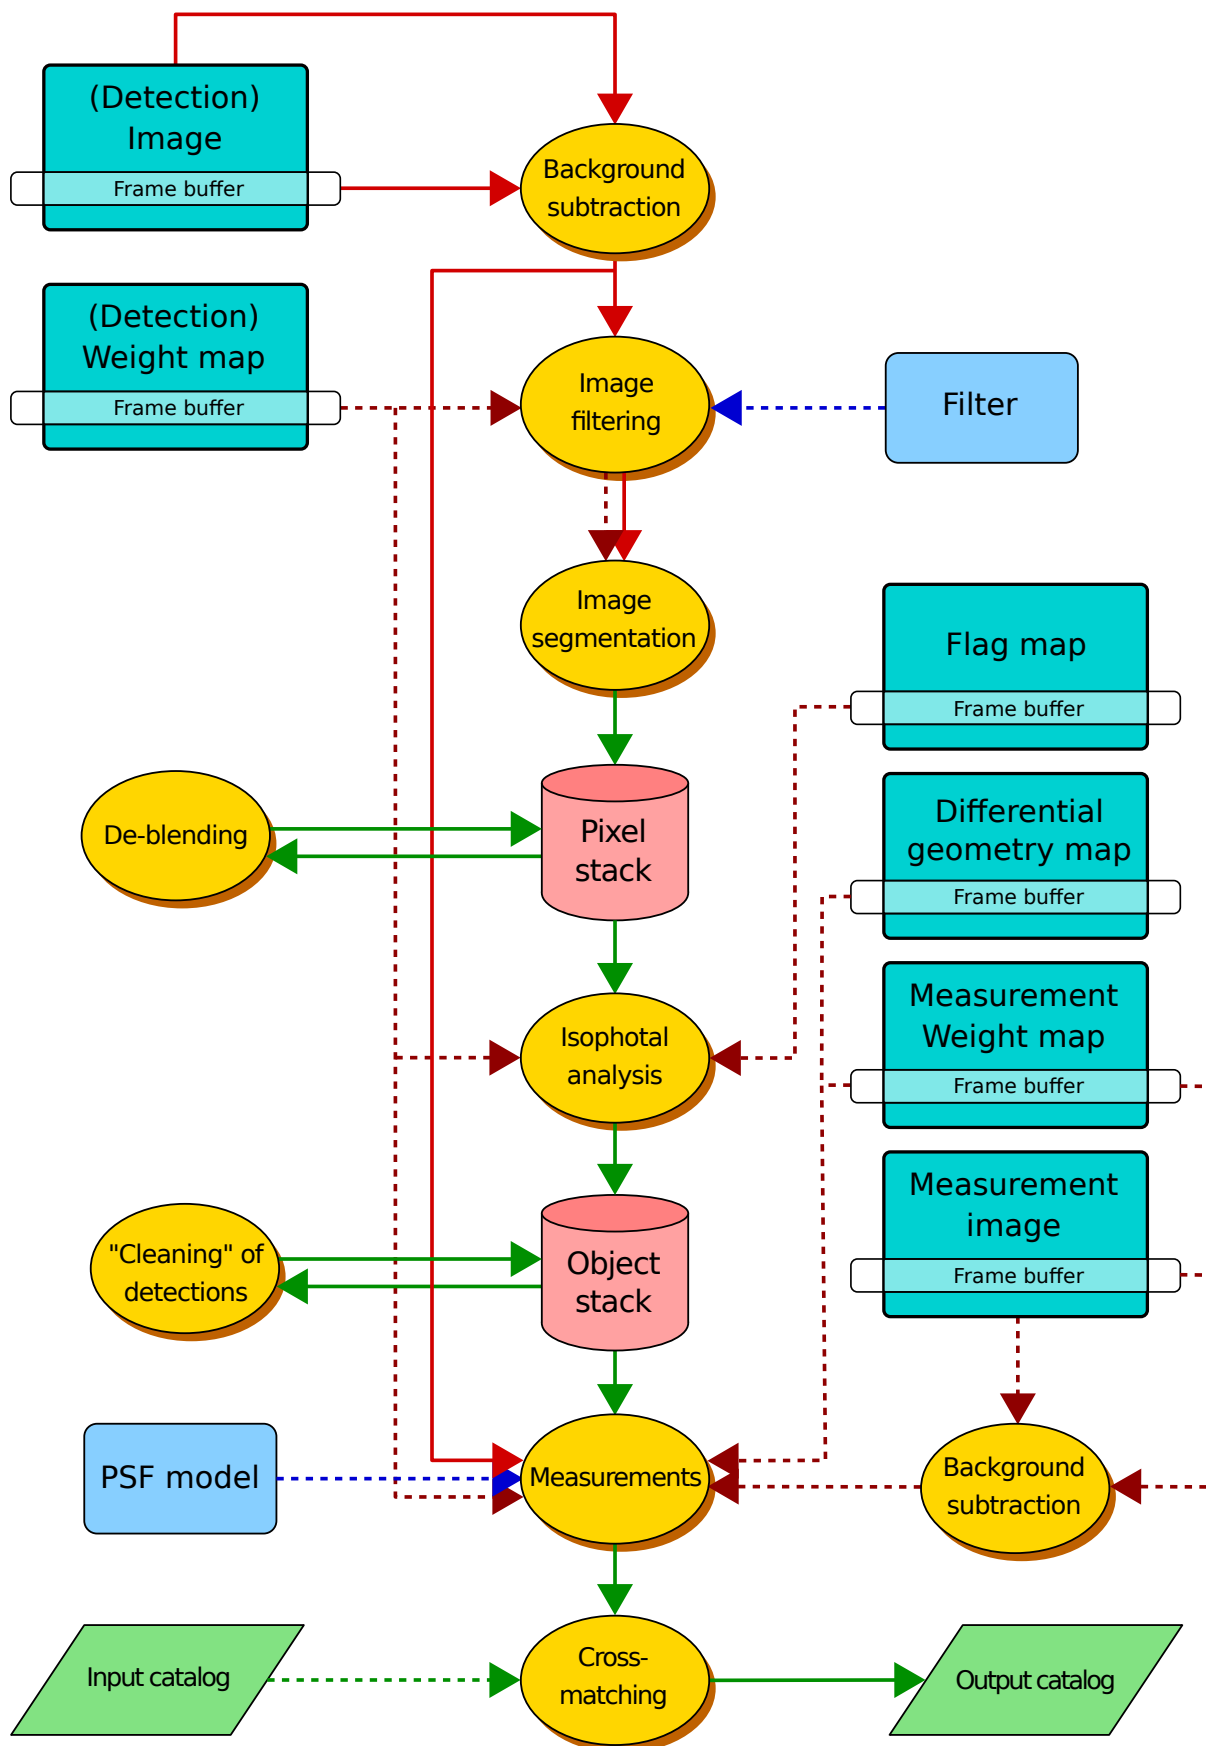 (Detection)
Image
Frame buffer
Background
subtraction
(Detection)
Weight map
Frame buffer
Image
filtering
Filter
Image
segmentation
Flag map
Frame buffer
De-blending
Pixel
stack
Differential
geometry map
Frame buffer
Isophotal
analysis
Measurement
Weight map
Frame buffer
"Cleaning" of
detections
Object
stack
Measurement
image
Frame buffer
PSF model
Measurements
Background
subtraction
Input catalog
Cross-
matching
Output catalog